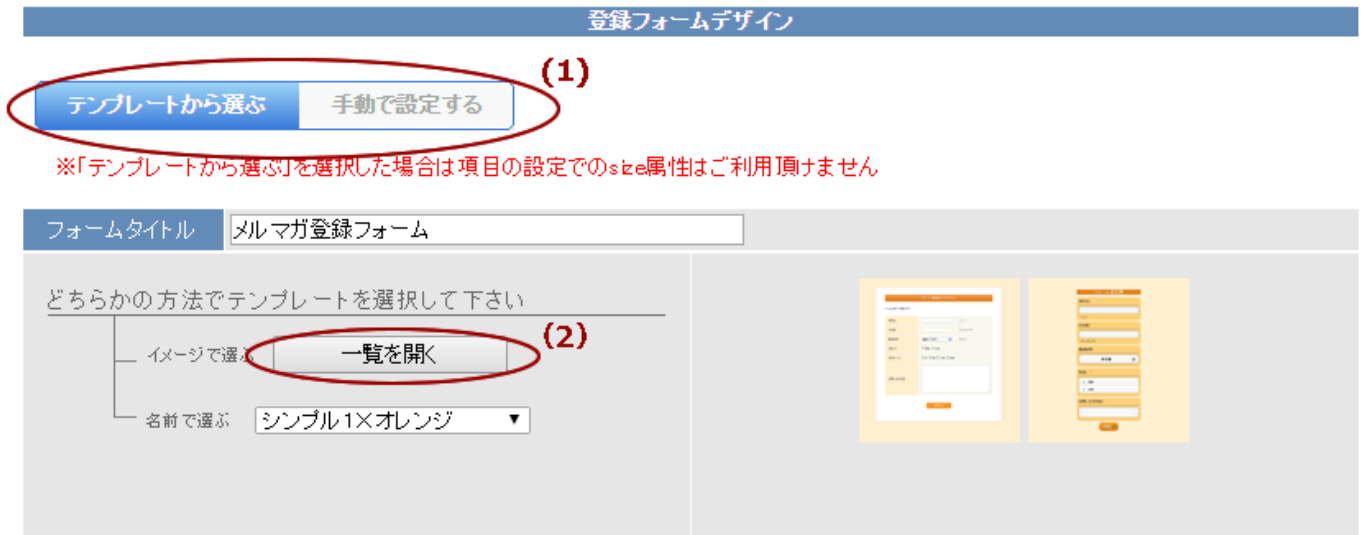 登録フォームデザイン
(1)
テンプレートから選ぶ 手動で設定する
※「テンプレートから選ぶ」を選択した場合は項目の設定でのsize属性はご利用頂けません
フォームタイトル メルマガ登録フォーム
どちらかの方法でテンプレートを選択して下さい
イメージで選ぶ 一覧を開く (2)
名前で選ぶ シンプル1×オレンジ ▼